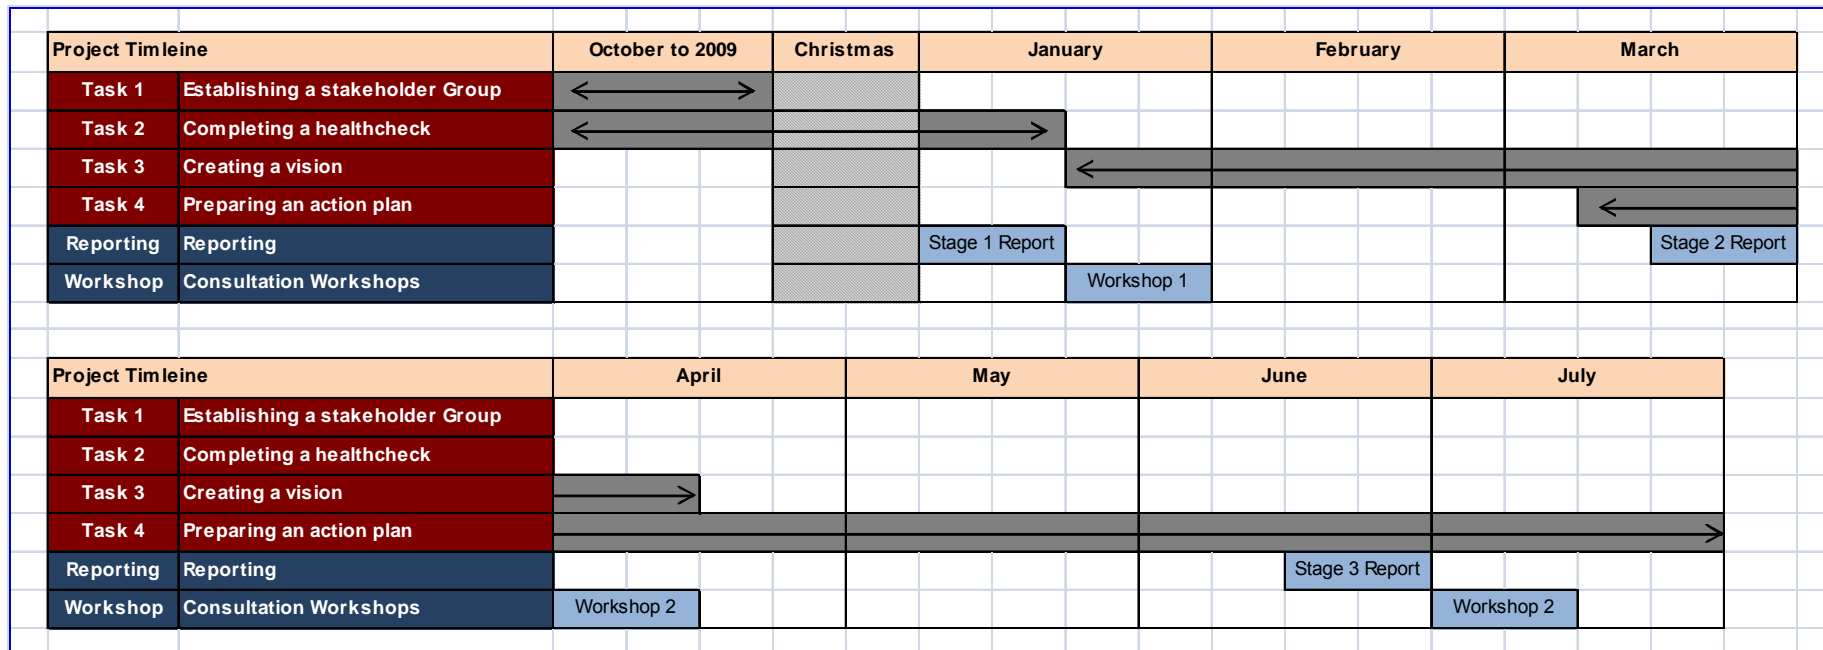 Project Timleine October to 2009 Christmas January February March
Task 1 Establishing a stakeholder Group
Task 2 Completing a healthcheck
Task 3 Creating a vision
Task 4 Preparing an action plan
Reporting Reporting Stage 1 Report Stage 2 Report
Workshop Consultation Workshops Workshop 1
Project Timleine April May June July
Task 1 Establishing a stakeholder Group
Task 2 Completing a healthcheck
Task 3 Creating a vision
Task 4 Preparing an action plan
Reporting Reporting Stage 3 Report
Workshop Consultation Workshops Workshop 2 Workshop 2